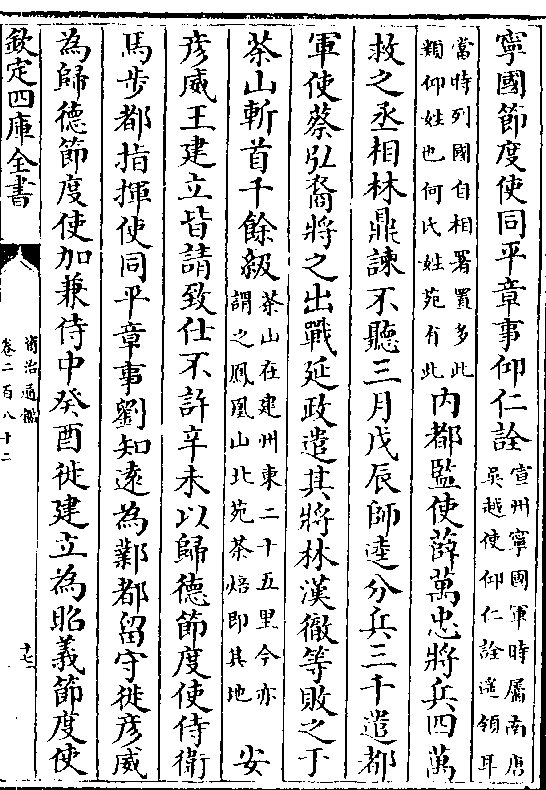 寧國節度使同平章事仰仁詮宣州寧國軍時屬南唐吳越使仰仁詮遙領耳
當時列國自相署置多此類仰姓也何氏姓苑有此内都監使薛萬忠將兵四萬
救之丞相林鼎諫不聽三月戊辰師逵分兵三千遣都
軍使蔡弘裔將之出戰延政遣其將林漢徹等敗之于
茶山斬首千餘級茶山在建州東二十五里今亦謂之鳳凰山北苑茶焙即其地 安
彦威王建立皆請致仕不許辛未以歸德節度使侍衛
馬步都指揮使同平章事劉知遠為鄴都留守徙彦威
為歸德節度使加兼侍中癸酉徙建立為昭義節度使
欽定四庫全書
資治通鑑
卷二百八十二
十七